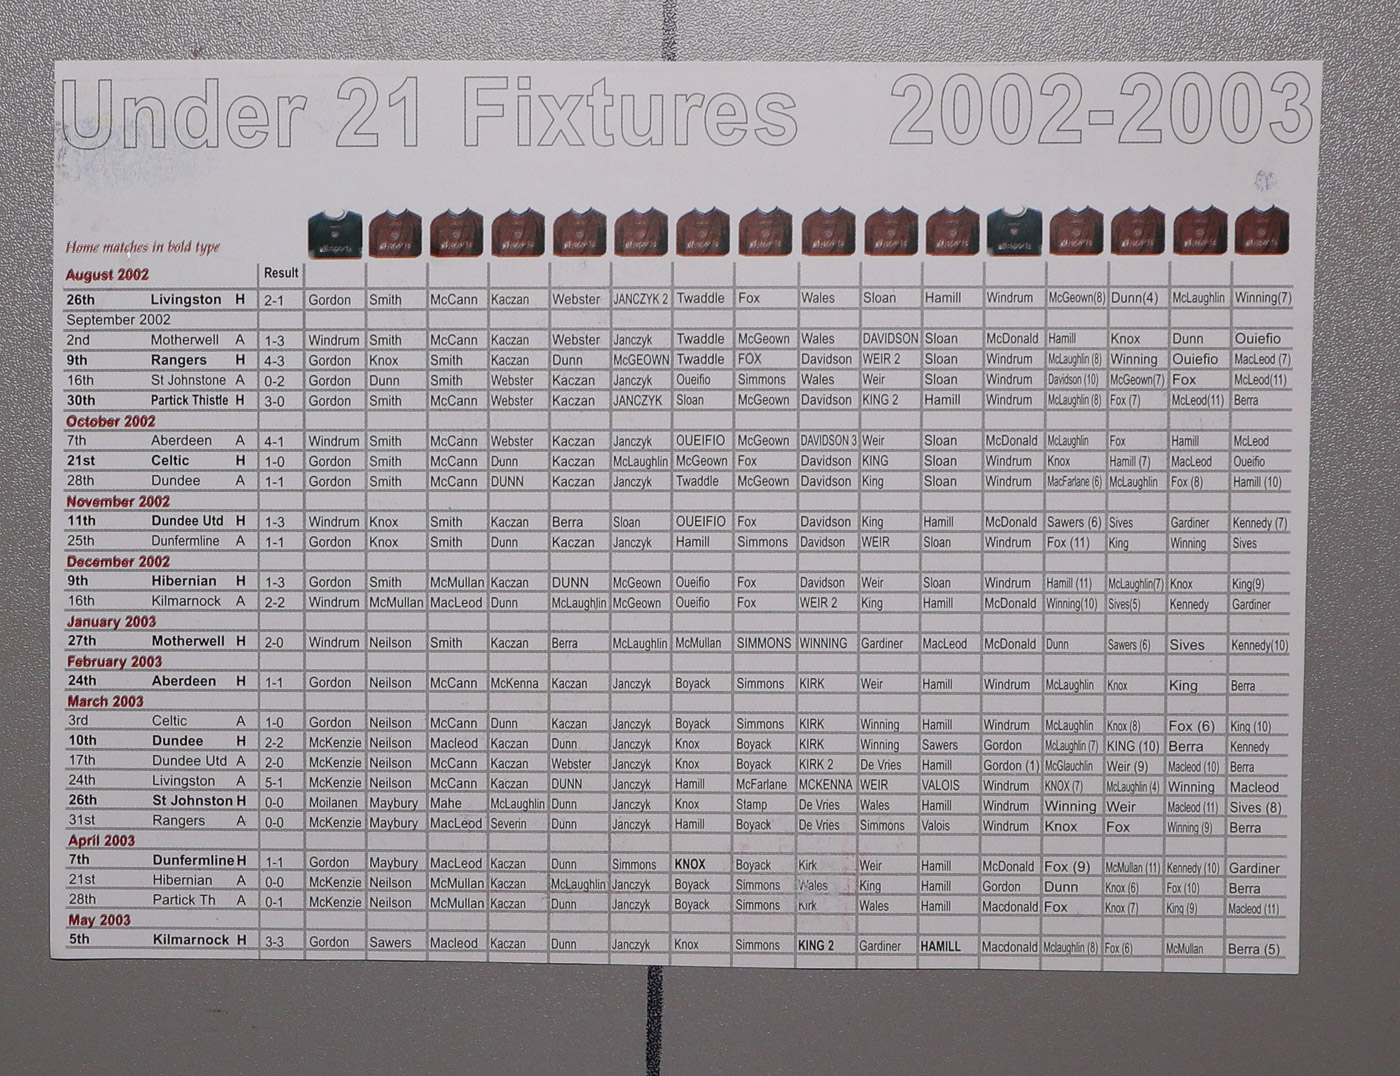 Under 21 Fixtures 2002-2003
Home matches in bold type
August 2002 Result
26th Livingston H 2-1 Gordon Smith McCann Kaczan Webster JANCZYK 2 Twaddle Fox Wales Sloan Hamill Windrum McGeown(8) Dunn(4) McLaughlin Winning(7)
September 2002
2nd Motherwell A 1-3 Windrum Smith McCann Kaczan Webster Janczyk Twaddle McGeown Wales DAVIDSON Sloan McDonald Hamill Knox Dunn Ouiefio
9th Rangers H 4-3 Gordon Knox Smith Kaczan Dunn McGEOWN Twaddle FOX Davidson WEIR 2 Sloan Windrum McLaughlin (8) Winning Ouiefio MacLeod (7)
16th St Johnstone A 0-2 Gordon Dunn Smith Webster Kaczan Janczyk Oueifio Simmons Wales Weir Sloan Windrum Davidson (10) McGeown(7) Fox McLeod(11)
30th Partick Thistle H 3-0 Gordon Smith McCann Webster Kaczan JANCZYK Sloan McGeown Davidson KING 2 Hamill Windrum McLaughlin (8) Fox (7) McLeod(11) Berra
October 2002
7th Aberdeen A 4-1 Windrum Smith McCann Webster Kaczan Janczyk OUEIFIO McGeown DAVIDSON 3 Weir Sloan McDonald McLaughlin Fox Hamill McLeod
21st Celtic H 1-0 Gordon Smith McCann Dunn Kaczan McLaughlin McGeown Fox Davidson KING Sloan Windrum Knox Hamill (7) MacLeod Oueifio
28th Dundee A 1-1 Gordon Smith McCann DUNN Kaczan Janczyk Twaddle McGeown Davidson King Sloan Windrum MacFarlane (6) McLaughlin Fox (8) Hamill (10)
November 2002
11th Dundee Utd H 1-3 Windrum Knox Smith Kaczan Berra Sloan OUEIFIO Fox Davidson King Hamill McDonald Sawers (6) Sives Gardiner Kennedy (7)
25th Dunfermline A 1-1 Gordon Knox Smith Dunn Kaczan Janczyk Hamill Simmons Davidson WEIR Sloan Windrum Fox (11) King Winning Sives
December 2002
9th Hibernian H 1-3 Gordon Smith McMullan Kaczan DUNN McGeown Oueifio Fox Davidson Weir Sloan Windrum Hamill (11) McLaughlin(7) Knox King(9)
16th Kilmarnock A 2-2 Windrum McMullan MacLeod Dunn McLaughlin McGeown Oueifio Fox WEIR 2 King Hamill McDonald Winning(10) Sives(5) Kennedy Gardiner
January 2003
27th Motherwell H 2-0 Windrum Neilson Smith Kaczan Berra McLaughlin McMullan SIMMONS WINNING Gardiner MacLeod McDonald Dunn Sawers (6) Sives Kennedy(10)
February 2003
24th Aberdeen H 1-1 Gordon Neilson McCann McKenna Kaczan Janczyk Boyack Simmons KIRK Weir Hamill Windrum McLaughlin Knox King Berra
March 2003
3rd Celtic A 1-0 Gordon Neilson McCann Dunn Kaczan Janczyk Boyack Simmons KIRK Winning Hamill Windrum McLaughlin Knox (8) Fox (6) King (10)
10th Dundee H 2-2 McKenzie Neilson Macleod Kaczan Dunn Janczyk Knox Boyack KIRK Winning Sawers Gordon McLaughlin (7) KING (10) Berra Kennedy
17th Dundee Utd A 2-0 McKenzie Neilson McCann Kaczan Webster Janczyk Knox Boyack KIRK 2 De Vries Hamill Gordon (1) McGlauchlin Weir (9) Macleod (10) Berra
24th Livingston A 5-1 McKenzie Neilson McCann Kaczan DUNN Janczyk Hamill McFarlane MCKENNA WEIR VALOIS Windrum KNOX (7) McLaughlin (4) Winning Macleod
26th St Johnston H 0-0 Moilanen Maybury Mahe McLaughlin Dunn Janczyk Knox Stamp De Vries Wales Hamill Windrum Winning Weir Macleod (11) Sives (8)
31st Rangers A 0-0 McKenzie Maybury MacLeod Severin Dunn Janczyk Hamill Boyack De Vries Simmons Valois Windrum Knox Fox Winning (9) Berra
April 2003
7th Dunfermline H 1-1 Gordon Maybury MacLeod Kaczan Dunn Simmons KNOX Boyack Kirk Weir Hamill McDonald Fox (9) McMullan (11) Kennedy (10) Gardiner
21st Hibernian A 0-0 McKenzie Neilson McMullan Kaczan McLaughlin Janczyk Boyack Simmons Wales King Hamill Gordon Dunn Knox (6) Fox (10) Berra
28th Partick Th A 0-1 McKenzie Neilson McMullan Kaczan Dunn Janczyk Boyack Simmons Kirk Wales Hamill Macdonald Fox Knox (7) King (9) Macleod (11)
May 2003
5th Kilmarnock H 3-3 Gordon Sawers Macleod Kaczan Dunn Janczyk Knox Simmons KING 2 Gardiner HAMILL Macdonald Mclaughlin (8) Fox (6) McMullan Berra (5)